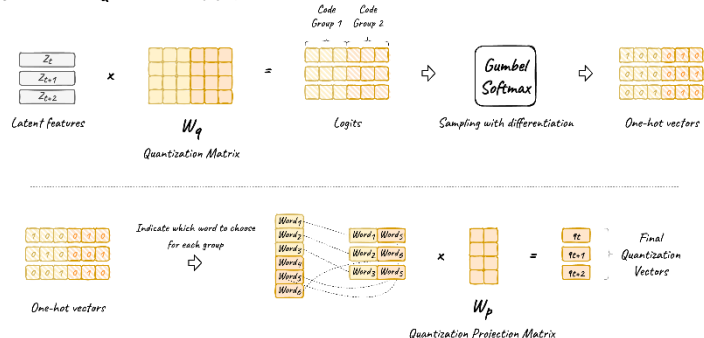 Code Code
Group 1 Group 2
Zt
Zt+1
Zt+2
x
=
Gumbel
Softmax
1 0 0 0 1 0
0 1 0 0 0 1
0 0 1 0 1 0
Latent features
Wq
Quantization Matrix
Logits
Sampling with differentiation
One-hot vectors
1 0 0 0 1 0
0 1 0 0 0 1
0 0 1 0 1 0
One-hot vectors
Indicate which word to choose
for each group
Word1
Word2
Word3
Word4
Word5
Word6
Word1 Word5
Word2 Word6
Word3 Word5
x
Wp
Quantization Projection Matrix
=
qt
qt+1
qt+2
Final
Quantization
Vectors